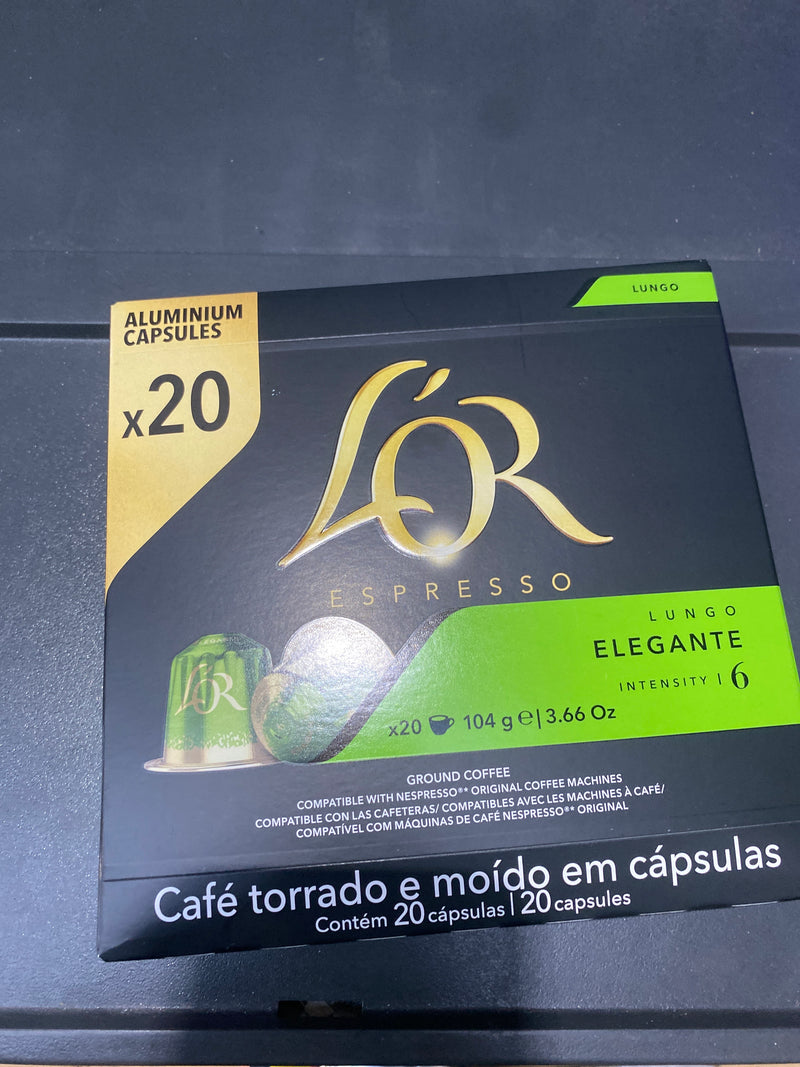 ALUMINIUM
CAPSULES
x20
LUNGO
L'OR
ESPRESSO
LUNGO
ELEGANTE
INTENSITY | 6
x20 104 g ℮ | 3.66 Oz
L'OR
GROUND COFFEE
COMPATIBLE WITH NESPRESSO®* ORIGINAL COFFEE MACHINES
COMPATIBLE CON LAS CAFETERAS/ COMPATIBLES AVEC LES MACHINES À CAFÉ/
COMPATÍVEL COM MÁQUINAS DE CAFÉ NESPRESSO®* ORIGINAL
Café torrado e moído em cápsulas
Contém 20 cápsulas | 20 capsules